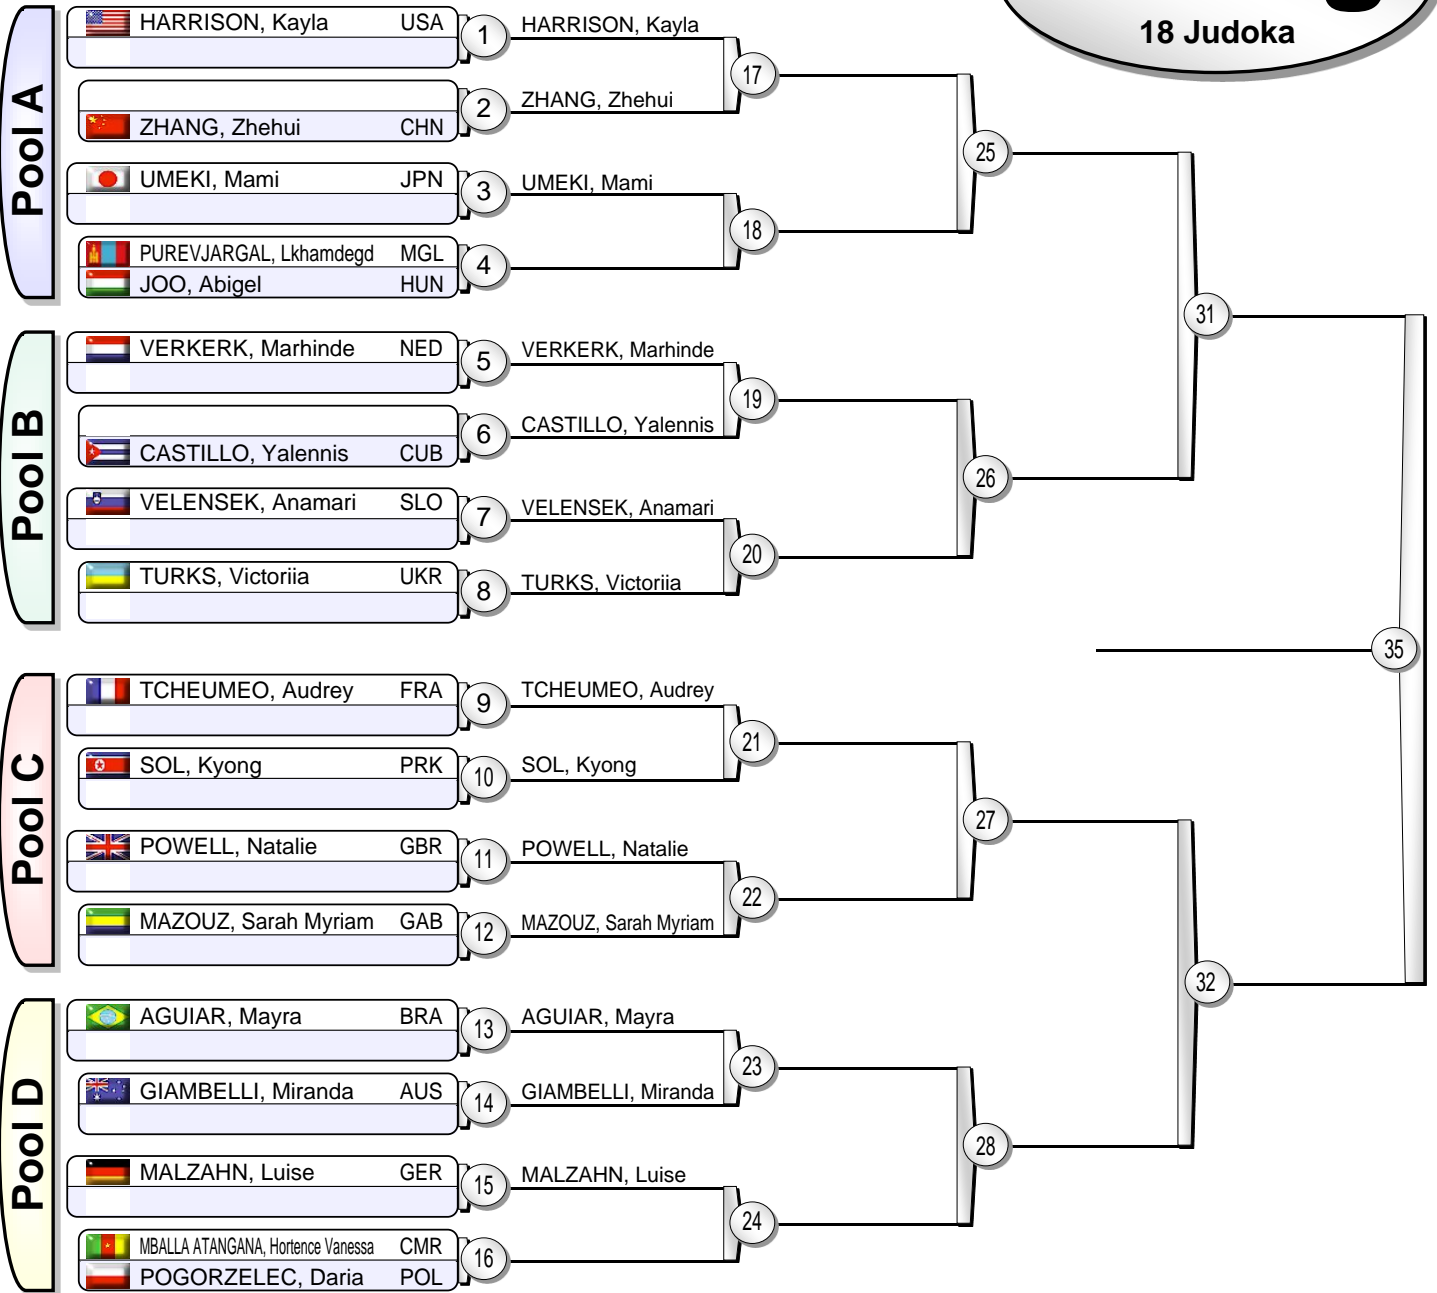 18 Judoka
Pool A
HARRISON, Kayla USA 1 HARRISON, Kayla
17
2 ZHANG, Zhehui
ZHANG, Zhehui CHN
25
UMEKI, Mami JPN 3 UMEKI, Mami
18
PUREVJARGAL, Lkhamdegd MGL 4
JOO, Abigel HUN
31
Pool B
VERKERK, Marhinde NED 5 VERKERK, Marhinde
19
6 CASTILLO, Yalennis
CASTILLO, Yalennis CUB
26
VELENSEK, Anamari SLO 7 VELENSEK, Anamari
20
TURKS, Victoriia UKR 8 TURKS, Victoriia
35
Pool C
TCHEUMEO, Audrey FRA 9 TCHEUMEO, Audrey
21
SOL, Kyong PRK 10 SOL, Kyong
27
POWELL, Natalie GBR 11 POWELL, Natalie
22
MAZOUZ, Sarah Myriam GAB 12 MAZOUZ, Sarah Myriam
32
Pool D
AGUIAR, Mayra BRA 13 AGUIAR, Mayra
23
GIAMBELLI, Miranda AUS 14 GIAMBELLI, Miranda
28
MALZAHN, Luise GER 15 MALZAHN, Luise
24
MBALLA ATANGANA, Hortence Vanessa CMR 16
POGORZELEC, Daria POL